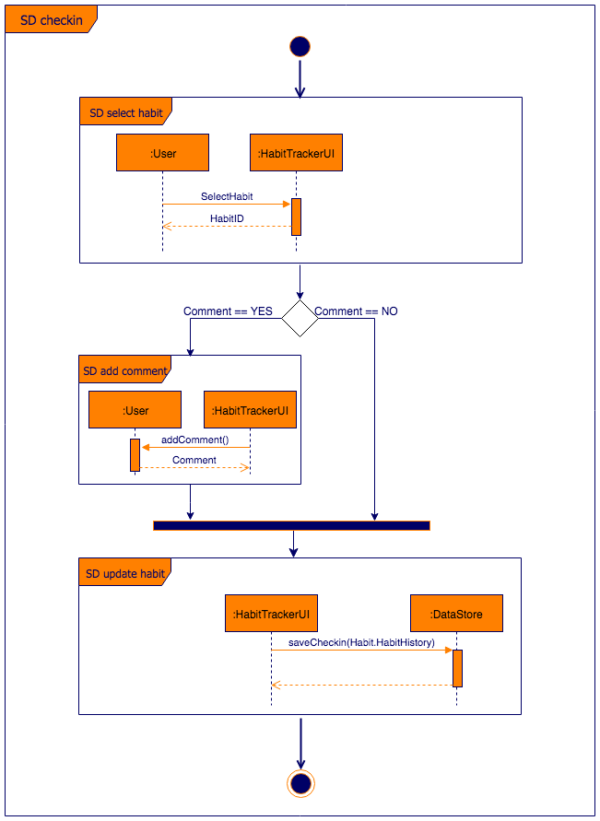 SD checkin
SD select habit
:User
:HabitTrackerUI
SelectHabit
HabitID
Comment == YES
Comment == NO
SD add comment
:User
:HabitTrackerUI
addComment()
Comment
SD update habit
:HabitTrackerUI
:DataStore
saveCheckin(Habit.HabitHistory)